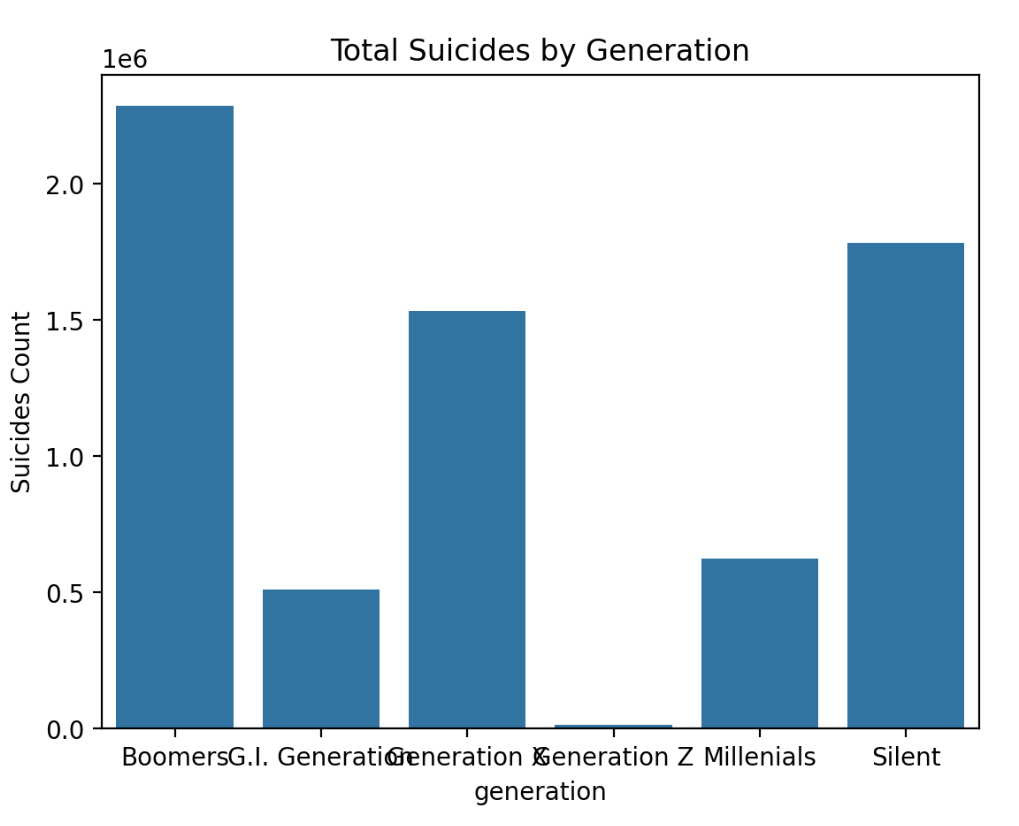 Total Suicides by Generation
1e6
2.0
1.5
1.0
0.5
0.0
Suicides Count
Boomers G.I. Generation Generation X Generation Z Millenials Silent
generation